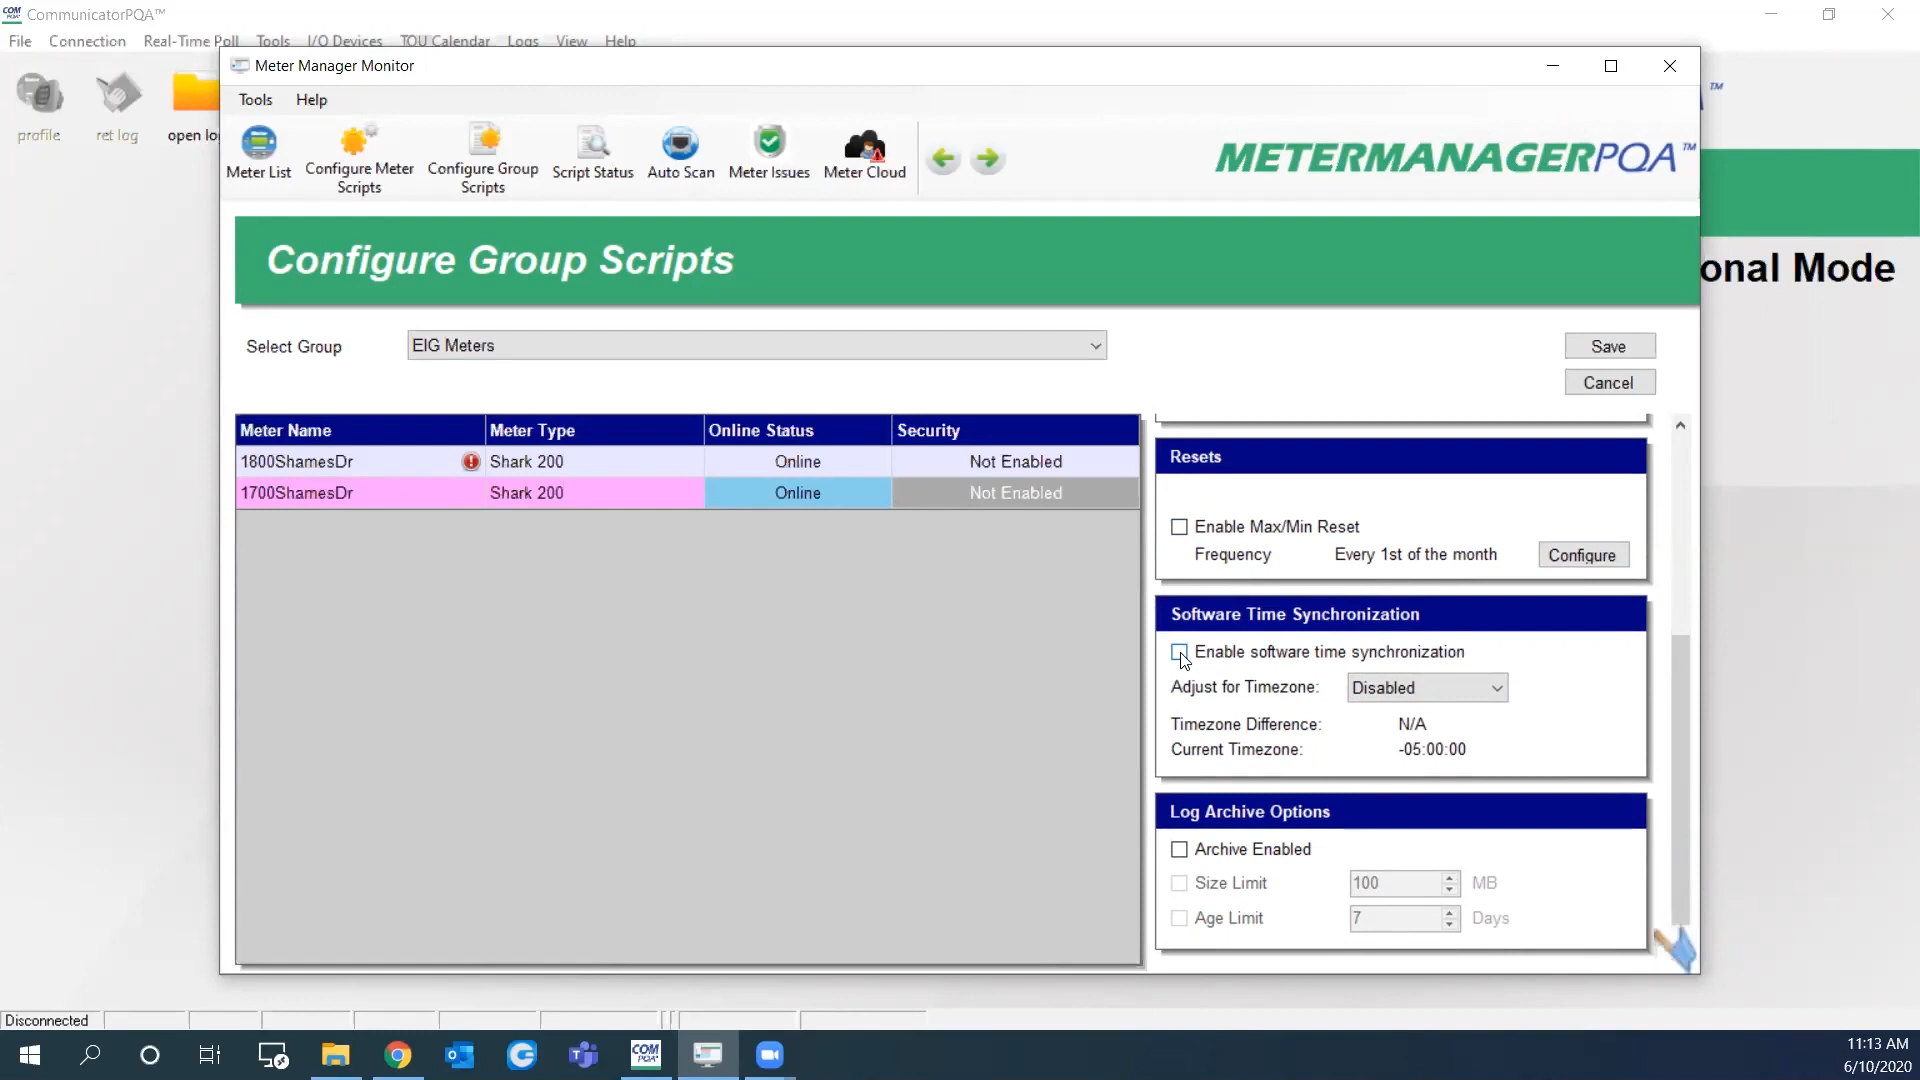 COM PQA CommunicatorPQA™
File Connection Real-Time Poll Tools I/O Devices TOU Calendar Logs View Help
Meter Manager Monitor
Tools Help
profile ret log open
Meter List
Configure Meter Scripts
Configure Group Scripts
Script Status
Auto Scan
Meter Issues
Meter Cloud
METERMANAGERPQA™
™
Configure Group Scripts
onal Mode
Select Group EIG Meters
Save
Cancel
Meter Name Meter Type Online Status Security
1800ShamesDr Shark 200 Online Not Enabled
1700ShamesDr Shark 200 Online Not Enabled
Resets
Enable Max/Min Reset
Frequency Every 1st of the month Configure
Software Time Synchronization
Enable software time synchronization
Adjust for Timezone: Disabled
Timezone Difference: N/A
Current Timezone: -05:00:00
Log Archive Options
Archive Enabled
Size Limit 100 MB
Age Limit 7 Days
Disconnected
COM
PQA
11:13 AM
6/10/2020